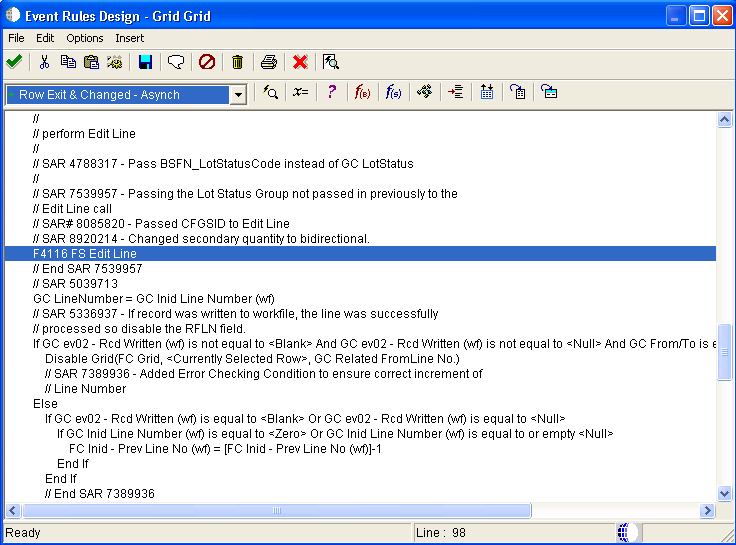 Event Rules Design - Grid Grid
File Edit Options Insert
Row Exit & Changed - Asynch
x= ? f(B) f(S)
//
// perform Edit Line
//
// SAR 4788317 - Pass BSFN_LotStatusCode instead of GC LotStatus
//
// SAR 7539957 - Passing the Lot Status Group not passed in previously to the
// Edit Line call
// SAR# 8085820 - Passed CFGSID to Edit Line
// SAR 8920214 - Changed secondary quantity to bidirectional.
F4116 FS Edit Line
// End SAR 7539957
// SAR 5039713
GC LineNumber = GC Inid Line Number (wf)
// SAR 5336937 - If record was written to workfile, the line was successfully
// processed so disable the RFLN field.
If GC ev02 - Rcd Written (wf) is not equal to <Blank> And GC ev02 - Rcd Written (wf) is not equal to <Null> And GC From/To is e
Disable Grid(FC Grid, <Currently Selected Row>, GC Related FromLine No.)
// SAR 7389936 - Added Error Checking Condition to ensure correct increment of
// Line Number
Else
If GC ev02 - Rcd Written (wf) is equal to <Blank> Or GC ev02 - Rcd Written (wf) is equal to <Null>
If GC Inid Line Number (wf) is equal to <Zero> Or GC Inid Line Number (wf) is equal to or empty <Null>
FC Inid - Prev Line No (wf) = [FC Inid - Prev Line No (wf)]-1
End If
End If
// End SAR 7389936
Ready Line : 98